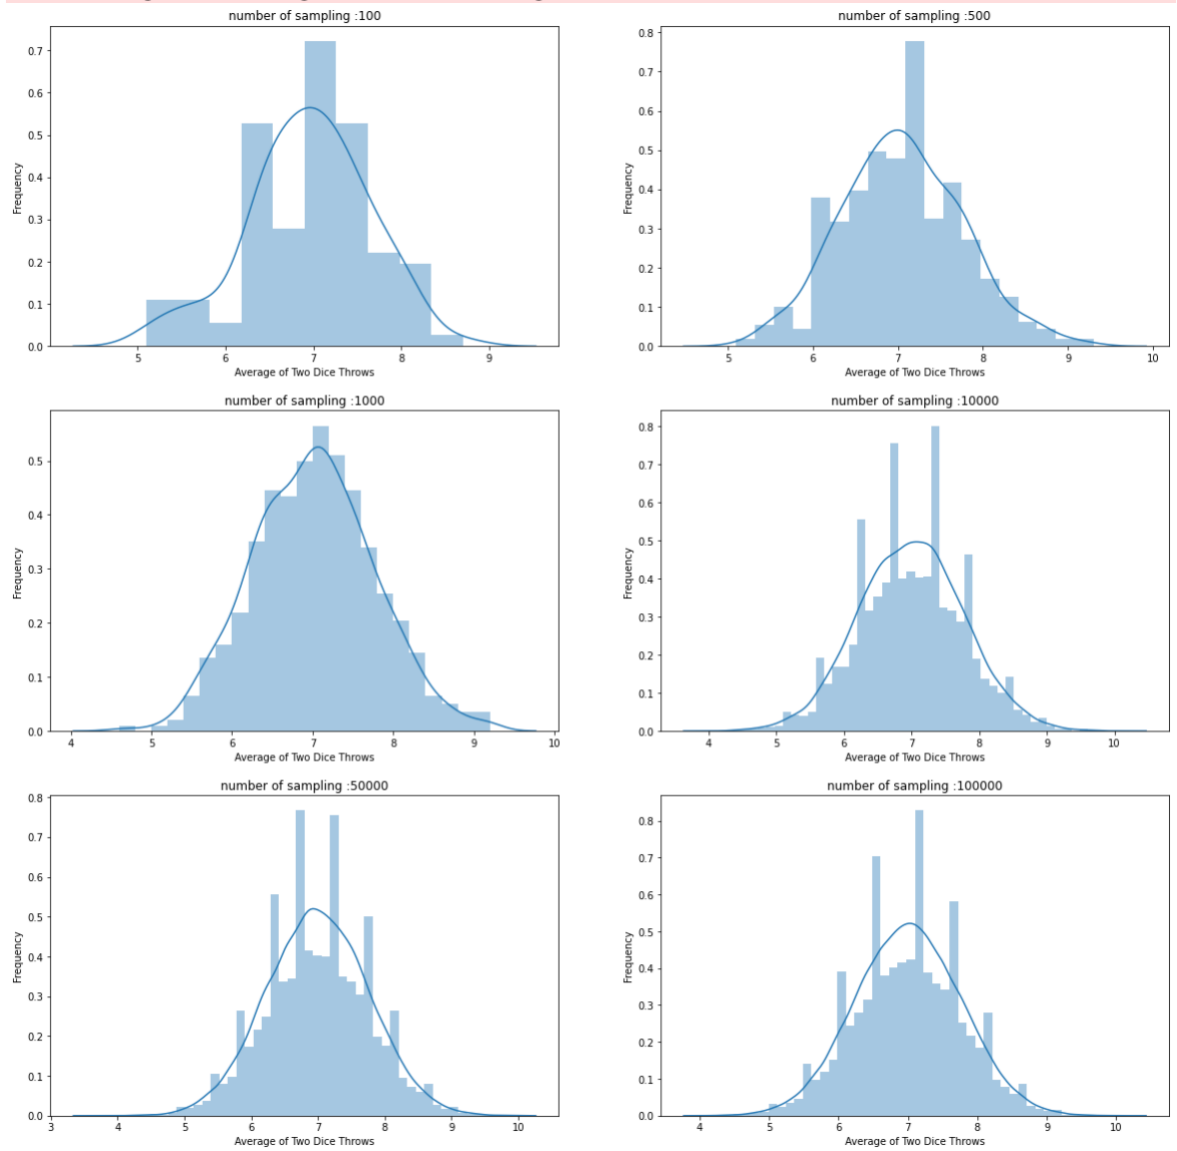 number of sampling :100
0.7
0.6
0.5
0.4
0.3
0.2
0.1
0.0
Frequency
5 6 7 8 9
Average of Two Dice Throws
number of sampling :500
0.8
0.7
0.6
0.5
0.4
0.3
0.2
0.1
0.0
Frequency
5 6 7 8 9 10
Average of Two Dice Throws
number of sampling :1000
0.5
0.4
0.3
0.2
0.1
0.0
Frequency
4 5 6 7 8 9 10
Average of Two Dice Throws
number of sampling :10000
0.8
0.7
0.6
0.5
0.4
0.3
0.2
0.1
0.0
Frequency
4 5 6 7 8 9 10
Average of Two Dice Throws
number of sampling :50000
0.8
0.7
0.6
0.5
0.4
0.3
0.2
0.1
0.0
Frequency
3 4 5 6 7 8 9 10
Average of Two Dice Throws
number of sampling :100000
0.8
0.7
0.6
0.5
0.4
0.3
0.2
0.1
0.0
Frequency
4 5 6 7 8 9 10
Average of Two Dice Throws